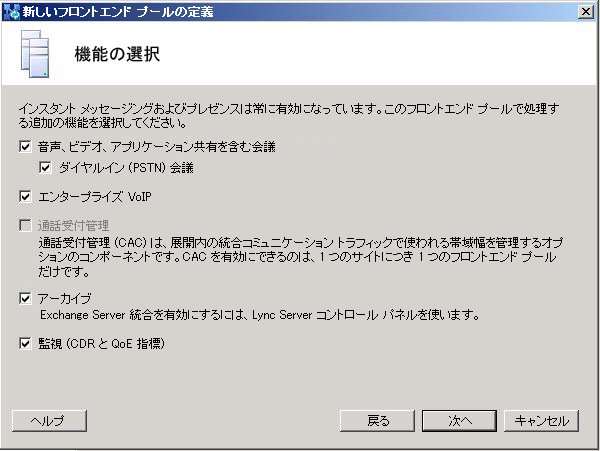 新しいフロントエンド プールの定義
機能の選択
インスタント メッセージングおよびプレゼンスは常に有効になっています。このフロントエンド プールで処理す
る追加の機能を選択してください。
音声、ビデオ、アプリケーション共有を含む会議
ダイヤルイン (PSTN) 会議
エンタープライズ VoIP
通話受付管理
通話受付管理 (CAC) は、展開内の統合コミュニケーション トラフィックで使われる帯域幅を管理するオプ
ションのコンポーネントです。CAC を有効にできるのは、1 つのサイトにつき 1 つのフロントエンド プール
だけです。
アーカイブ
Exchange Server 統合を有効にするには、Lync Server コントロール パネルを使います。
監視 (CDR と QoE 指標)
ヘルプ
戻る
次へ
キャンセル